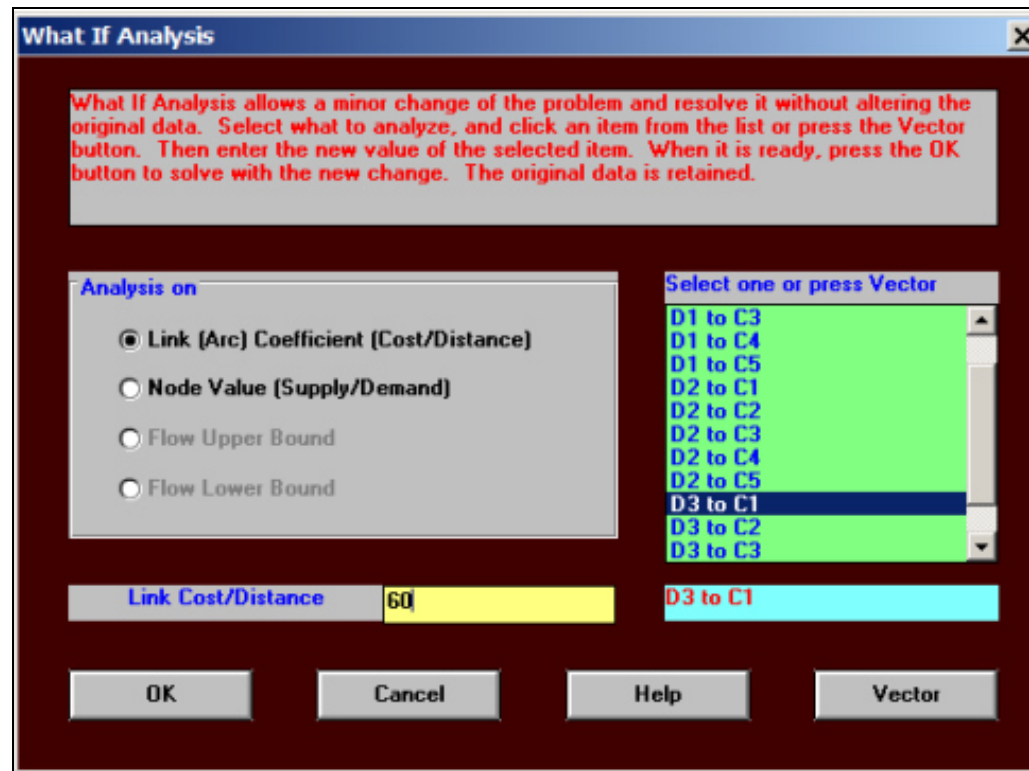 What If Analysis
What If Analysis allows a minor change of the problem and resolve it without altering the
original data.  Select what to analyze, and click an item from the list or press the Vector
button.  Then enter the new value of the selected item.  When it is ready, press the OK
button to solve with the new change.  The original data is retained.
Analysis on
Link (Arc) Coefficient (Cost/Distance)
Node Value (Supply/Demand)
Flow Upper Bound
Flow Lower Bound
Select one or press Vector
D1 to C3
D1 to C4
D1 to C5
D2 to C1
D2 to C2
D2 to C3
D2 to C4
D2 to C5
D3 to C1
D3 to C2
D3 to C3
Link Cost/Distance
60
D3 to C1
OK
Cancel
Help
Vector